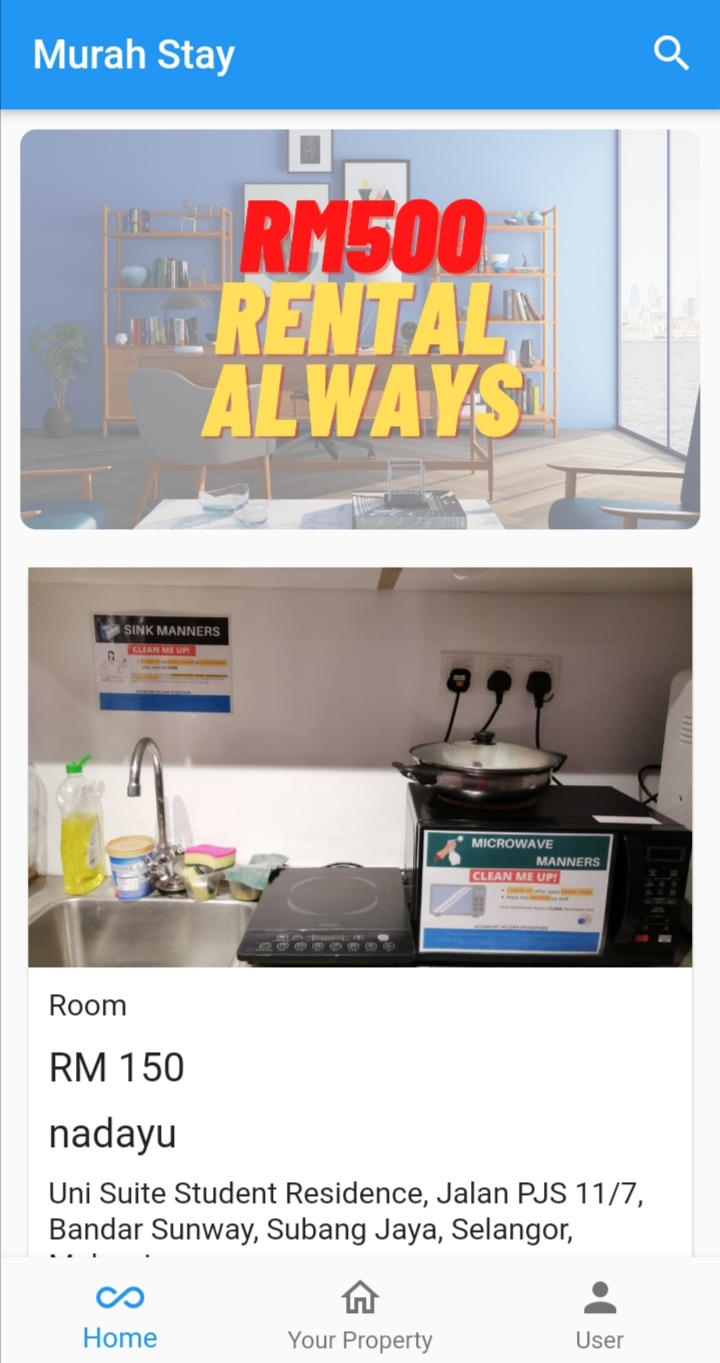 Murah Stay
RM500
RENTAL
ALWAYS
SINK MANNERS
CLEAN ME UP!
MICROWAVE
MANNERS
CLEAN ME UP!
Room
RM 150
nadayu
Uni Suite Student Residence, Jalan PJS 11/7,
Bandar Sunway, Subang Jaya, Selangor,
Home
Your Property
User